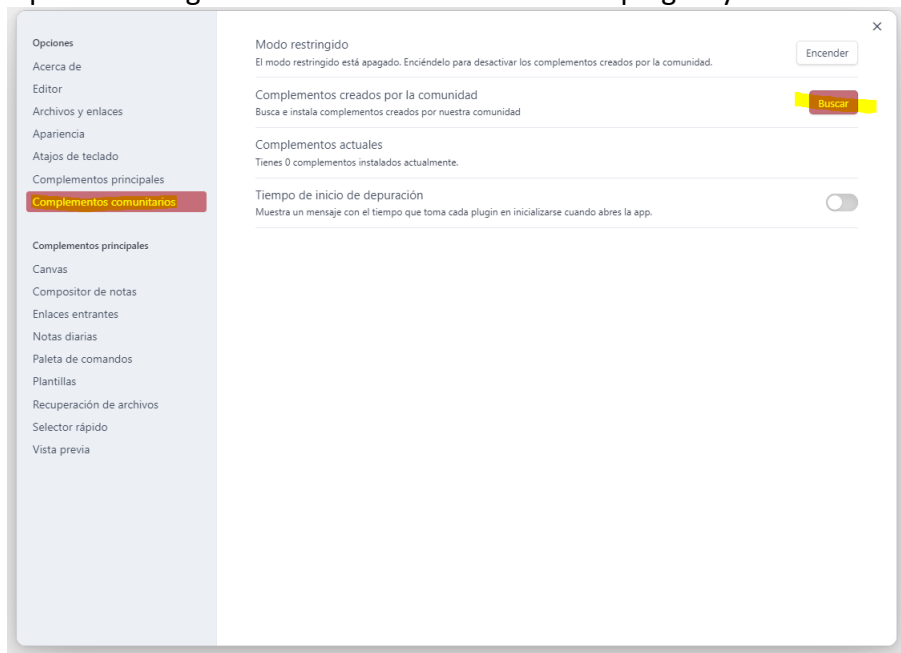 Opciones
Acerca de
Editor
Archivos y enlaces
Apariencia
Atajos de teclado
Complementos principales
Complementos comunitarios
Complementos principales
Canvas
Compositor de notas
Enlaces entrantes
Notas diarias
Paleta de comandos
Plantillas
Recuperación de archivos
Selector rápido
Vista previa
Modo restringido
El modo restringido está apagado. Enciéndelo para desactivar los complementos creados por la comunidad.
Encender
Complementos creados por la comunidad
Busca e instala complementos creados por nuestra comunidad
Buscar
Complementos actuales
Tienes 0 complementos instalados actualmente.
Tiempo de inicio de depuración
Muestra un mensaje con el tiempo que toma cada plugin en inicializarse cuando abres la app.